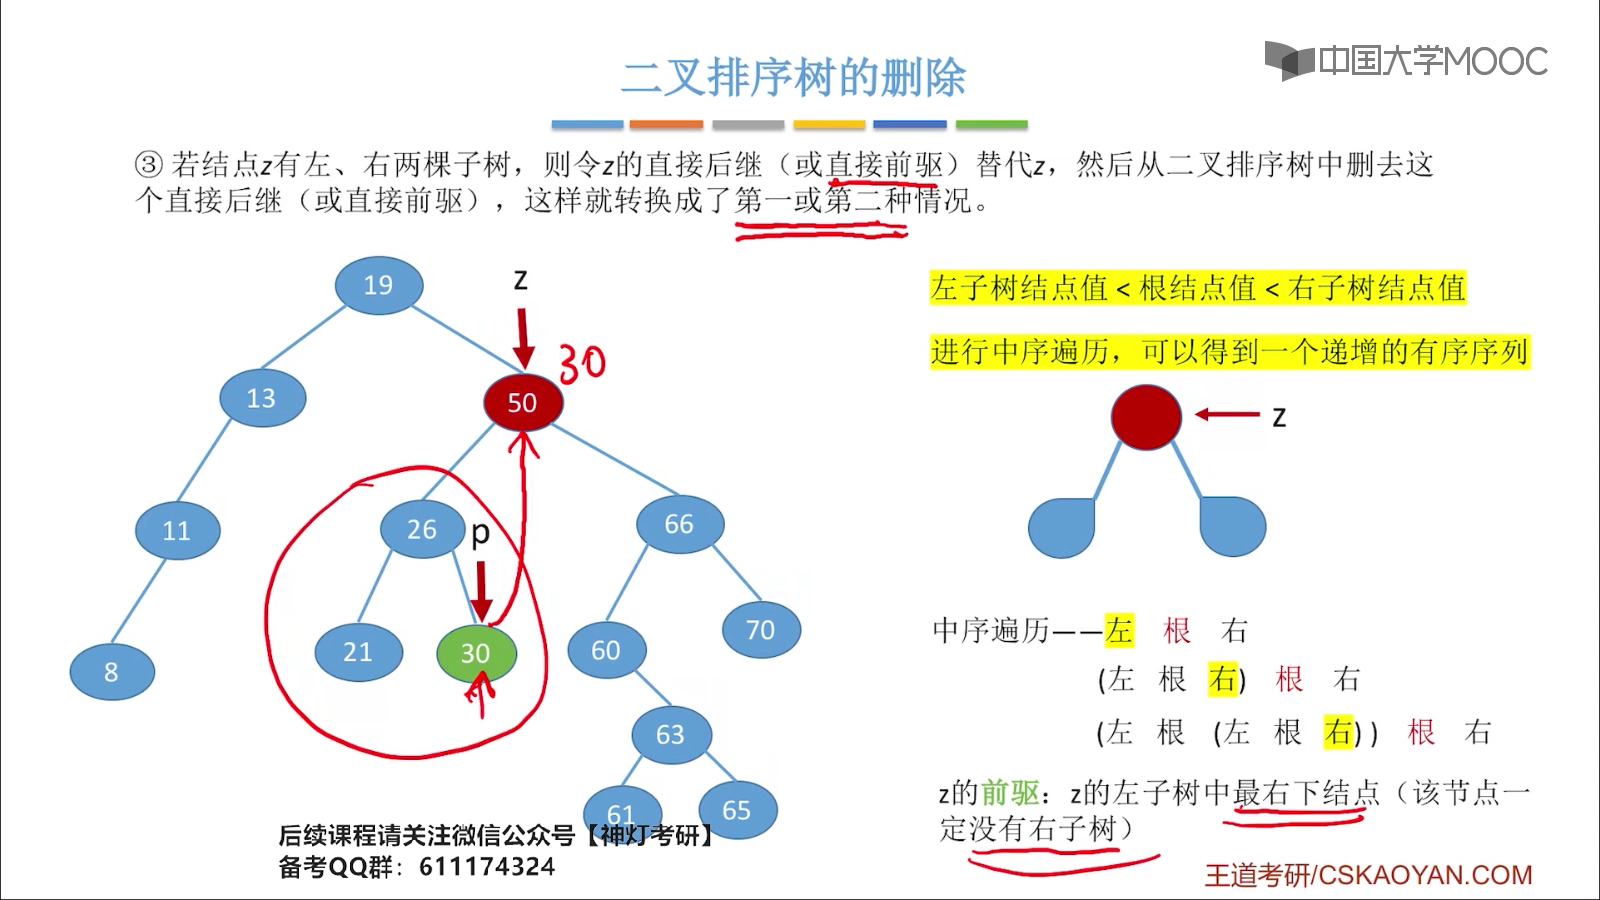 中国大学MOOC
二叉排序树的删除
③ 若结点z有左、右两棵子树，则令z的直接后继（或直接前驱）替代z，然后从二叉排序树中删去这
个直接后继（或直接前驱），这样就转换成了第一或第二种情况。
19
z
30
13
50
11
26
p
66
8
21
30
60
70
63
61
65
左子树结点值 < 根结点值 < 右子树结点值
进行中序遍历，可以得到一个递增的有序序列
z
中序遍历——左 根 右
(左 根 右) 根 右
(左 根 (左 根 右)) 根 右
z的前驱：z的左子树中最右下结点（该节点一
定没有右子树）
后续课程请关注微信公众号【神灯考研】
备考QQ群：611174324
王道考研/CSKAOYAN.COM